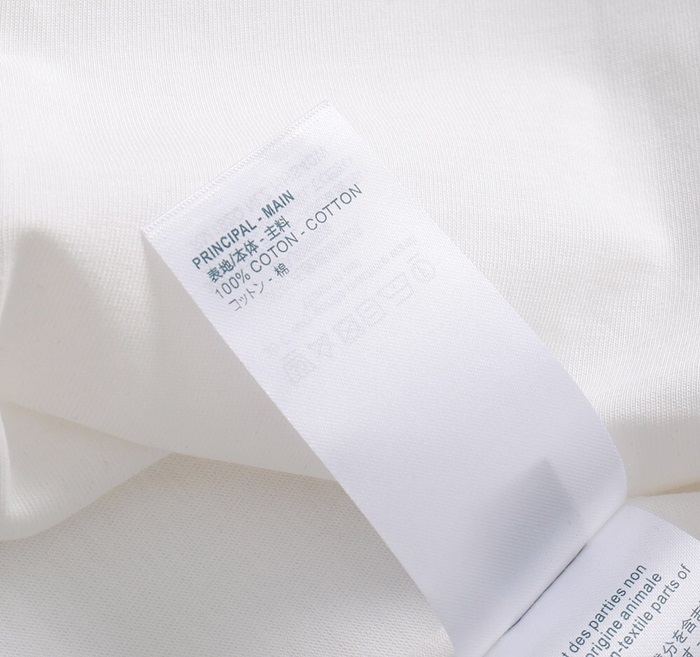 PRINCIPAL - MAIN
表地/本体 - 主料
100% COTON - COTTON
コットン - 棉
des parties non
origine animale
-textile parts of